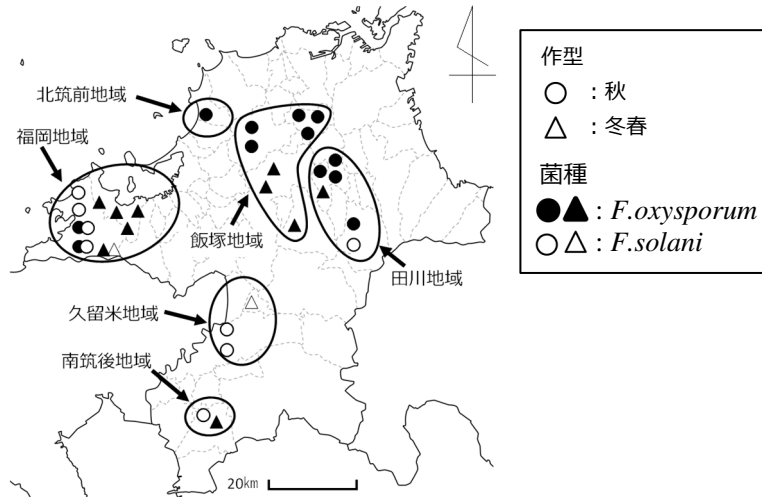 北筑前地域
福岡地域
飯塚地域
田川地域
久留米地域
南筑後地域
20km
作型
○ : 秋
△ : 冬春
菌種
●▲ : F.oxysporum
○△ : F.solani